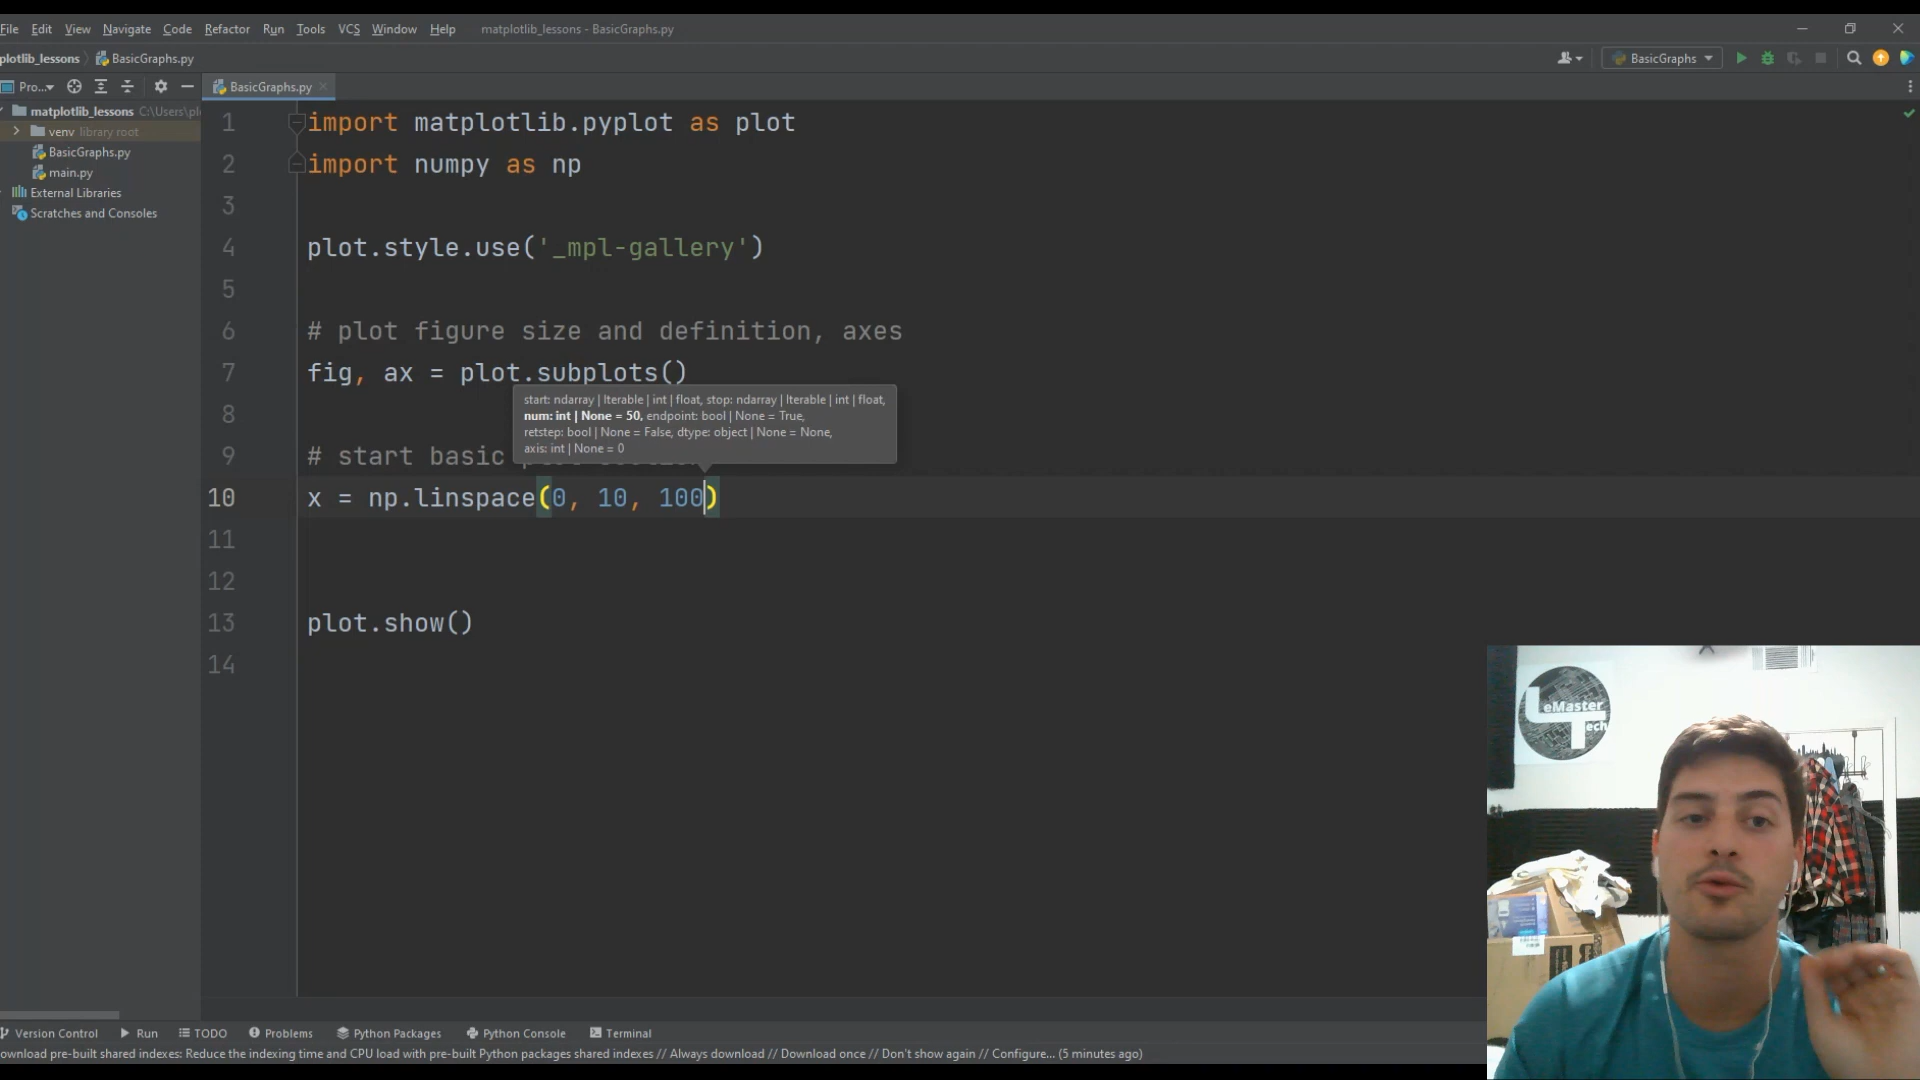 File Edit View Navigate Code Refactor Run Tools VCS Window Help matplotlib_lessons - BasicGraphs.py
plotlib_lessons BasicGraphs.py BasicGraphs
Pro... BasicGraphs.py
matplotlib_lessons C:\Users\pl
venv library root
BasicGraphs.py
main.py
External Libraries
Scratches and Consoles
1 import matplotlib.pyplot as plot
2 import numpy as np
3
4 plot.style.use('_mpl-gallery')
5
6 # plot figure size and definition, axes
7 fig, ax = plot.subplots()
8
start: ndarray | Iterable | int | float, stop: ndarray | Iterable | int | float,
num: int | None = 50, endpoint: bool | None = True,
retstep: bool | None = False, dtype: object | None = None,
axis: int | None = 0
9 # start basic
10 x = np.linspace(0, 10, 100)
11
12
13 plot.show()
14
LeMaster
Tech
Version Control Run TODO Problems Python Packages Python Console Terminal
ownload pre-built shared indexes: Reduce the indexing time and CPU load with pre-built Python packages shared indexes // Always download // Download once // Don't show again // Configure... (5 minutes ago)